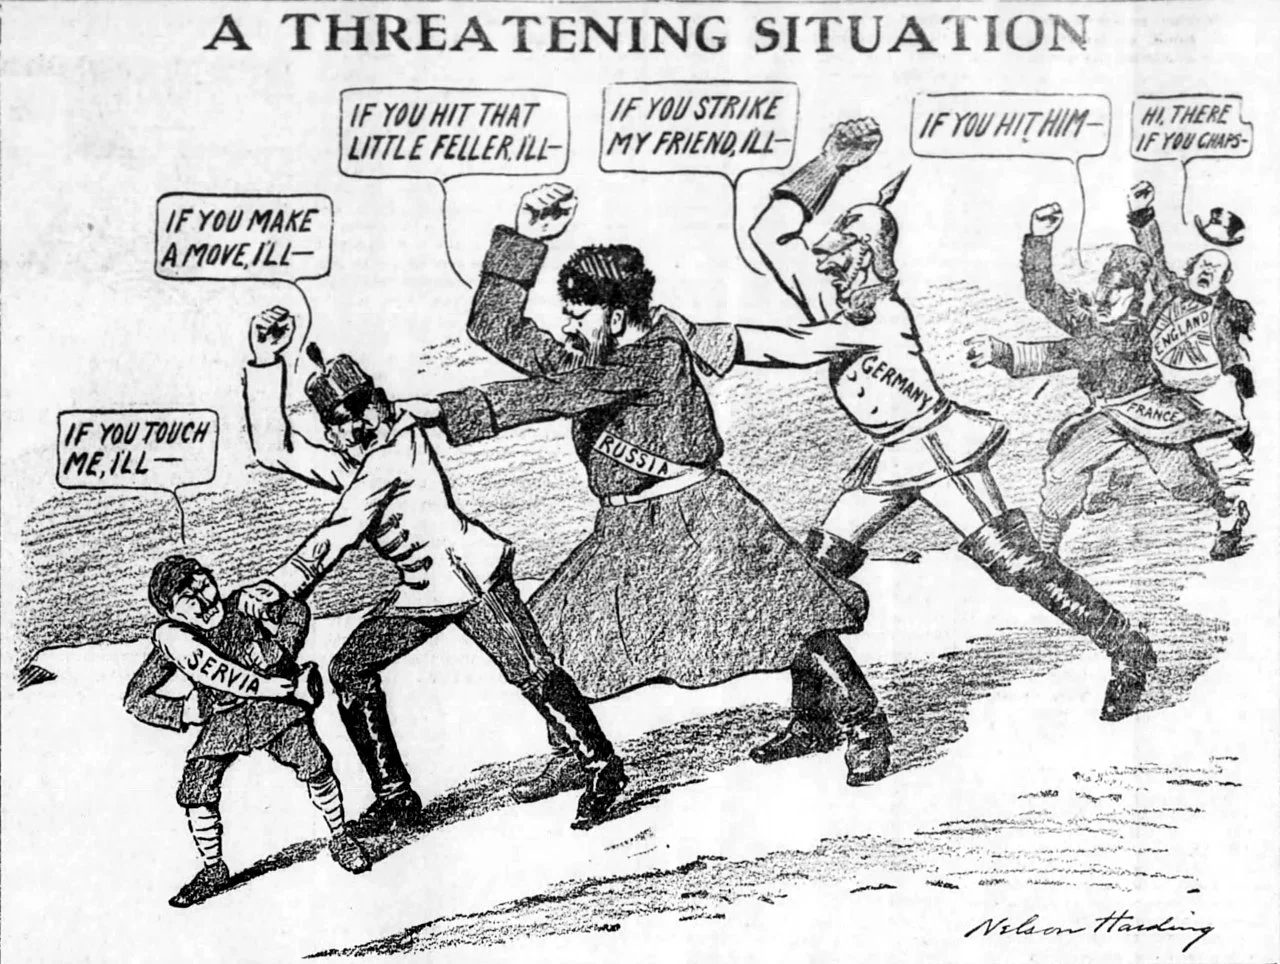 A THREATENING SITUATION
IF YOU TOUCH
ME, I'LL—
IF YOU MAKE
A MOVE, I'LL—
IF YOU HIT THAT
LITTLE FELLER, I'LL—
IF YOU STRIKE
MY FRIEND, I'LL—
IF YOU HIT HIM—
HI, THERE
IF YOU CHAPS-
SERVIA
RUSSIA
GERMANY
FRANCE
ENGLAND
Nelson Harding